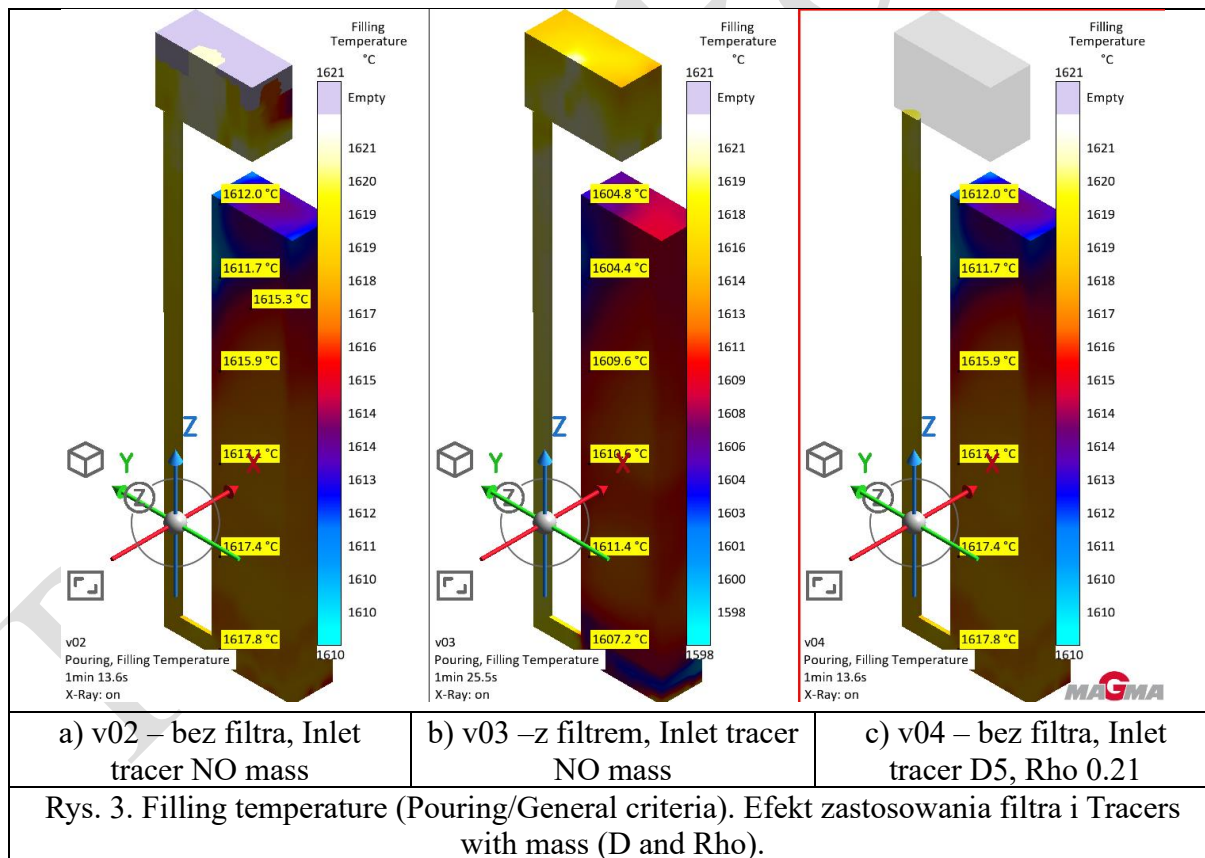 Filling
Temperature
°C
1621
Empty
1621
1620
1619
1618
1617
1616
1615
1614
1614
1613
1612
1611
1610
1610
1610
1612.0 °C
1611.7 °C
1615.3 °C
1615.9 °C
1617.1 °C
1617.4 °C
1617.8 °C
Z
Y
X
Z
v02
Pouring, Filling Temperature
1min 13.6s
X-Ray: on
Filling
Temperature
°C
1621
Empty
1621
1619
1618
1616
1614
1613
1611
1609
1608
1606
1604
1603
1601
1600
1598
1598
1604.8 °C
1604.4 °C
1609.6 °C
1610.6 °C
1611.4 °C
1607.2 °C
Z
Y
X
Z
v03
Pouring, Filling Temperature
1min 25.5s
X-Ray: on
Filling
Temperature
°C
1621
Empty
1621
1620
1619
1618
1617
1616
1615
1614
1614
1613
1612
1611
1610
1610
1610
1612.0 °C
1611.7 °C
1615.9 °C
1617.1 °C
1617.4 °C
1617.8 °C
Z
Y
X
Z
v04
Pouring, Filling Temperature
1min 13.6s
X-Ray: on
MAGMA
a) v02 – bez filtra, Inlet
tracer NO mass
b) v03 –z filtrem, Inlet tracer
NO mass
c) v04 – bez filtra, Inlet
tracer D5, Rho 0.21
Rys. 3. Filling temperature (Pouring/General criteria). Efekt zastosowania filtra i Tracers
with mass (D and Rho).